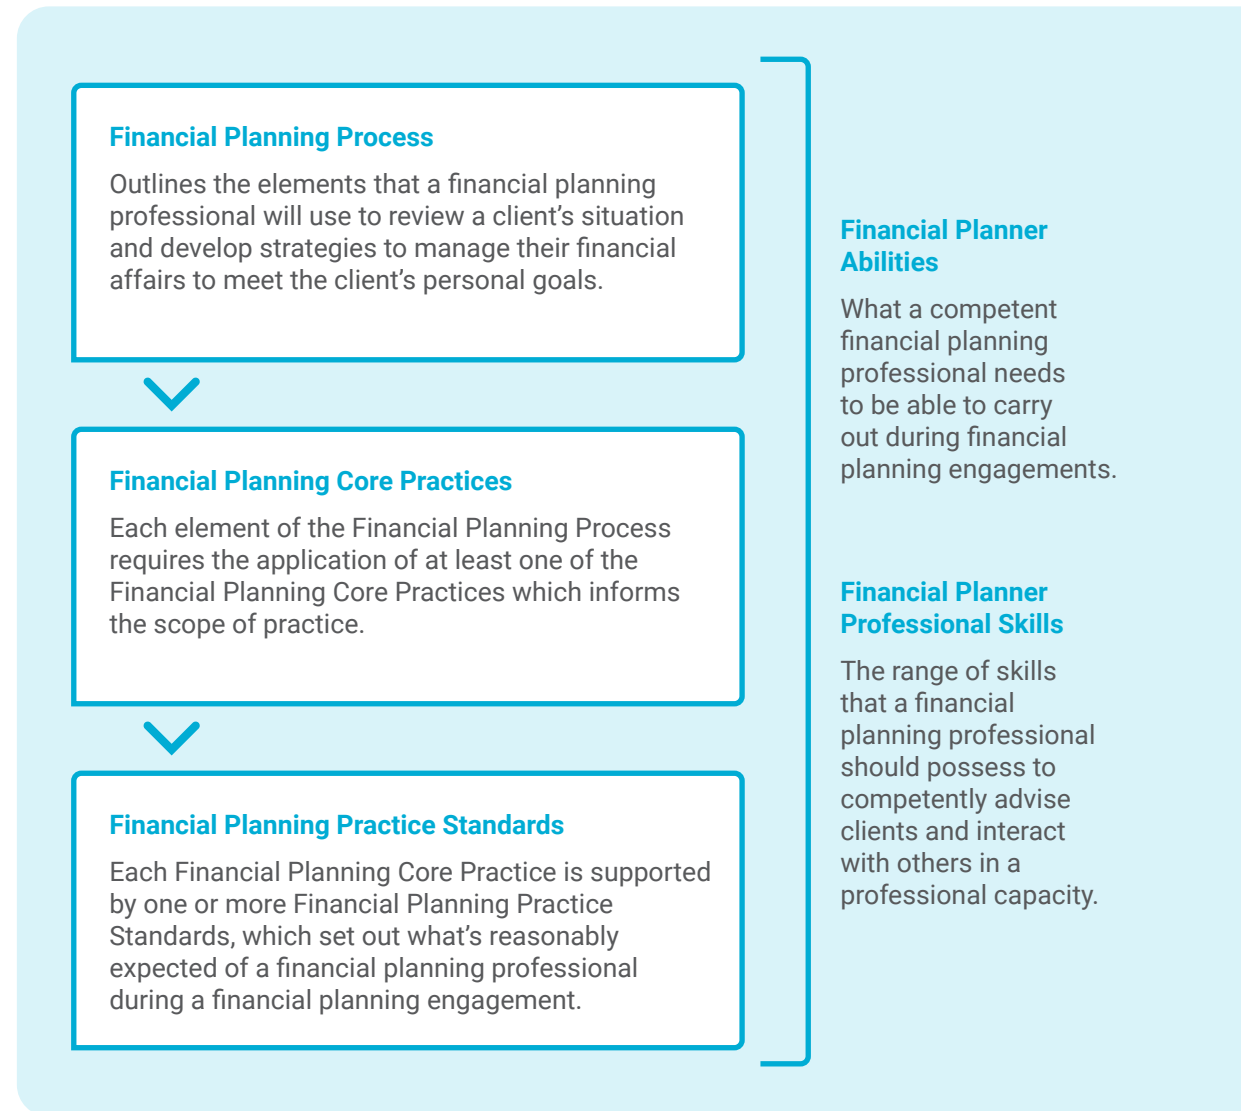 Financial Planning Process
Outlines the elements that a financial planning
professional will use to review a client’s situation
and develop strategies to manage their financial
affairs to meet the client’s personal goals.
Financial Planning Core Practices
Each element of the Financial Planning Process
requires the application of at least one of the
Financial Planning Core Practices which informs
the scope of practice.
Financial Planning Practice Standards
Each Financial Planning Core Practice is supported
by one or more Financial Planning Practice
Standards, which set out what’s reasonably
expected of a financial planning professional
during a financial planning engagement.
Financial Planner
Abilities
What a competent
financial planning
professional needs
to be able to carry
out during financial
planning engagements.
Financial Planner
Professional Skills
The range of skills
that a financial
planning professional
should possess to
competently advise
clients and interact
with others in a
professional capacity.